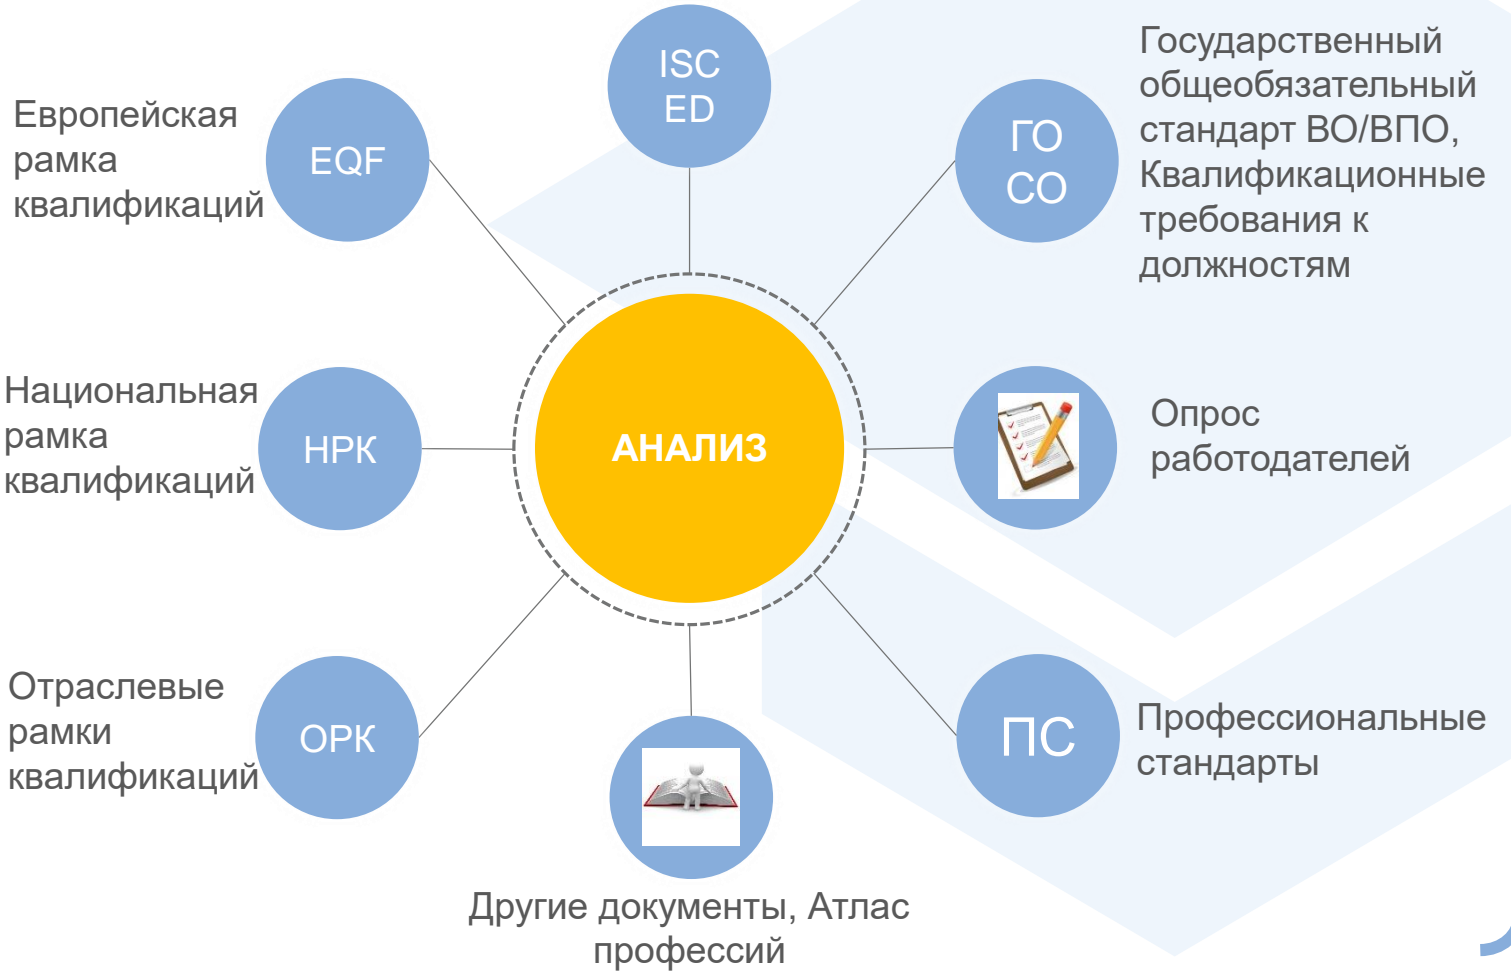 ISC
ED
Европейская
рамка
квалификаций
EQF
ГО
СО
Государственный
общеобязательный
стандарт ВО/ВПО,
Квалификационные
требования к
должностям
Национальная
рамка
квалификаций
НРК
АНАЛИЗ
Опрос
работодателей
Отраслевые
рамки
квалификаций
ОРК
ПС
Профессиональные
стандарты
Другие документы, Атлас
профессий